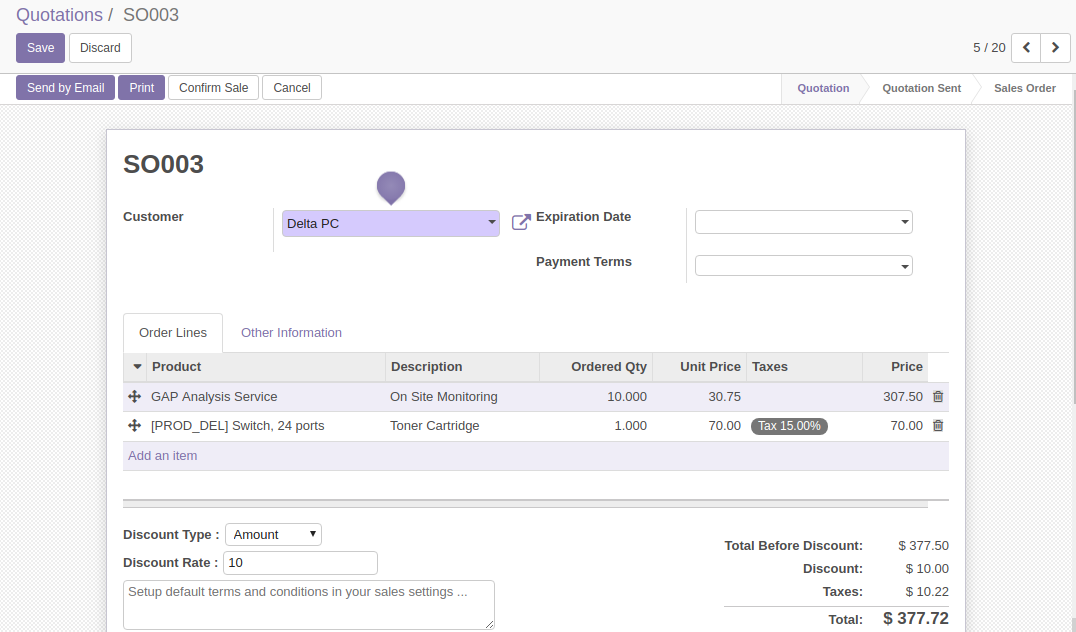 Quotations / SO003
Save Discard 5 / 20
Send by Email Print Confirm Sale Cancel Quotation Quotation Sent Sales Order
SO003
Customer Delta PC Expiration Date
Payment Terms
Order Lines Other Information
Product Description Ordered Qty Unit Price Taxes Price
GAP Analysis Service On Site Monitoring 10.000 30.75 307.50
[PROD_DEL] Switch, 24 ports Toner Cartridge 1.000 70.00 Tax 15.00% 70.00
Add an item
Discount Type : Amount
Discount Rate : 10
Setup default terms and conditions in your sales settings ...
Total Before Discount: $ 377.50
Discount: $ 10.00
Taxes: $ 10.22
Total: $ 377.72